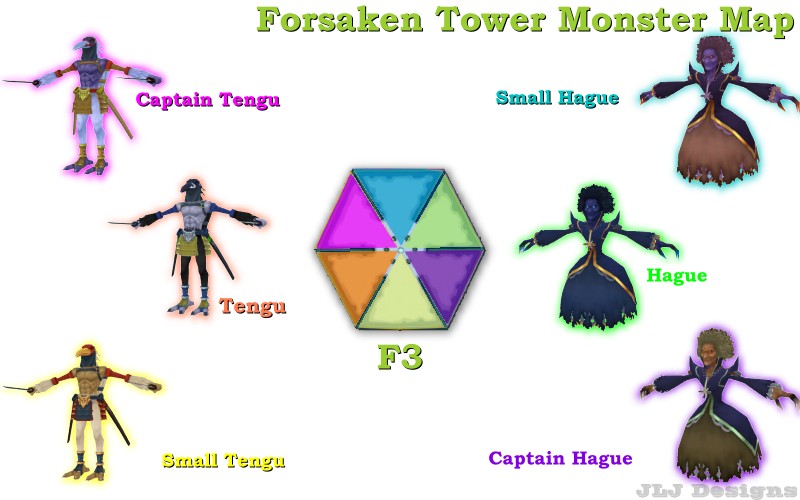 Forsaken Tower Monster Map
Captain Tengu
Small Hague
Hague
Tengu
F3
Small Tengu
Captain Hague
JLJ Designs